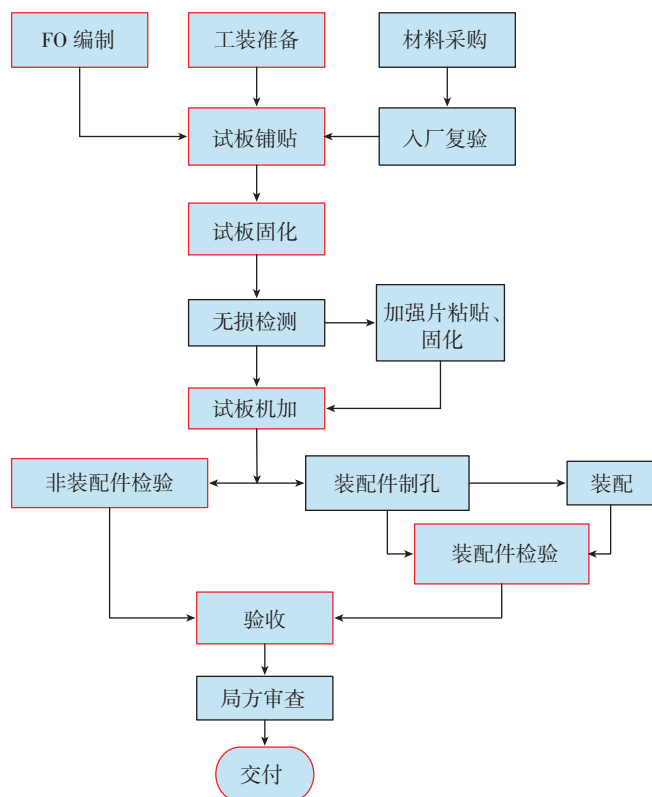 FO 编制
工装准备
材料采购
试板铺贴
入厂复验
试板固化
无损检测
加强片粘贴、
固化
试板机加
非装配件检验
装配件制孔
装配
装配件检验
验收
局方审查
交付